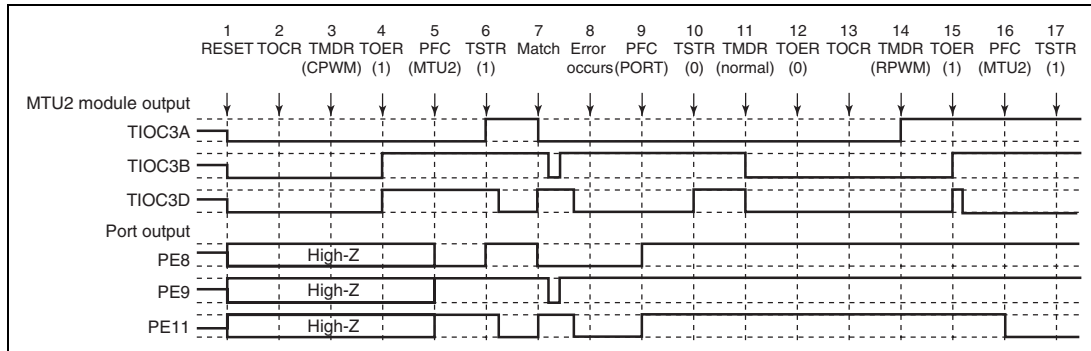 1 2 3 4 5 6 7 8 9 10 11 12 13 14 15 16 17
RESET TOCR TMDR TOER PFC TSTR Match Error PFC TSTR TMDR TOER TOCR TMDR TOER PFC TSTR
(CPWM) (1) (MTU2) (1) occurs (PORT) (0) (normal) (0) (RPWM) (1) (MTU2) (1)
MTU2 module output
TIOC3A
TIOC3B
TIOC3D
Port output
PE8 High-Z
PE9 High-Z
PE11 High-Z